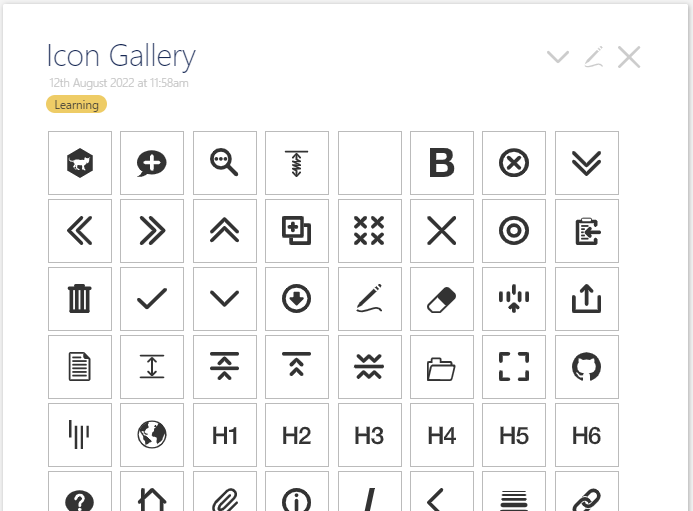 Icon Gallery
12th August 2022 at 11:58am
Learning
B
H1 H2 H3 H4 H5 H6
?
i
I